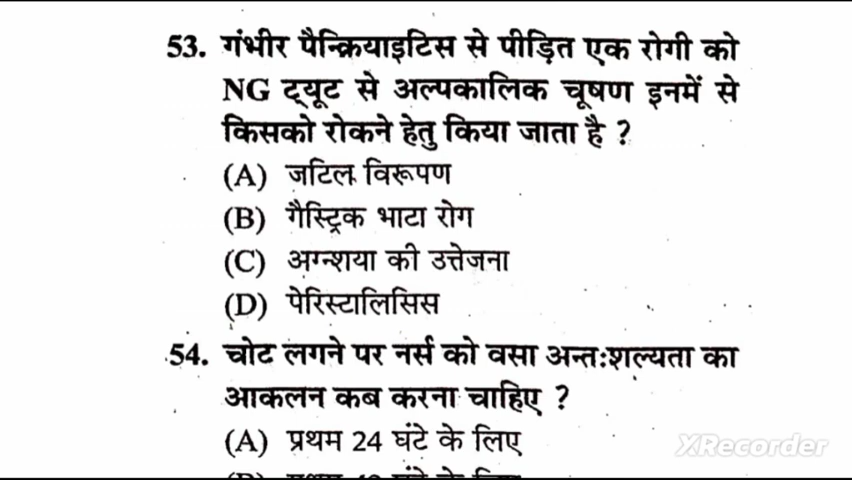 53. गंभीर पैन्क्रियाइटिस से पीड़ित एक रोगी को
NG ट्यूट से अल्पकालिक चूषण इनमें से
किसको रोकने हेतु किया जाता है ?
(A) जटिल विरूपण
(B) गैस्ट्रिक भाटा रोग
(C) अग्न्शया की उत्तेजना
(D) पेरिस्टालिसिस
54. चोट लगने पर नर्स को वसा अन्तःशल्यता का
आकलन कब करना चाहिए ?
(A) प्रथम 24 घंटे के लिए
XRecorder